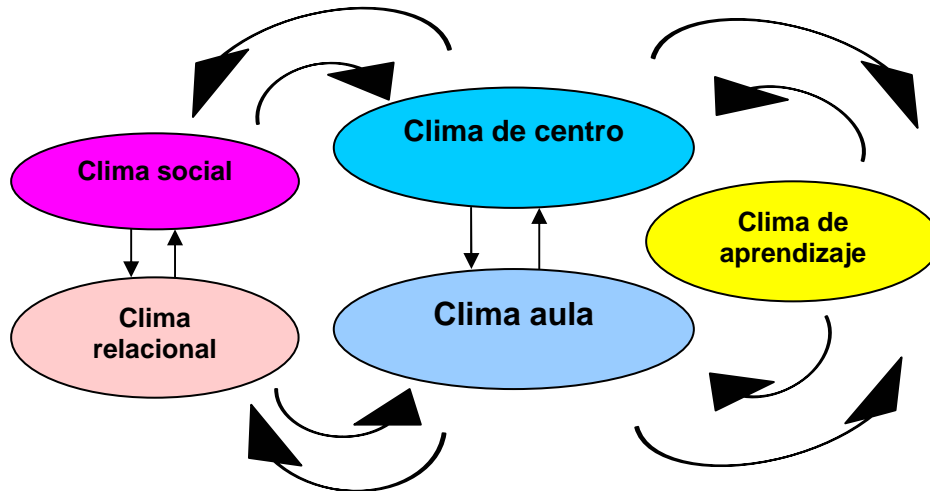 Clima de centro
Clima social
Clima de
aprendizaje
Clima
relacional
Clima aula